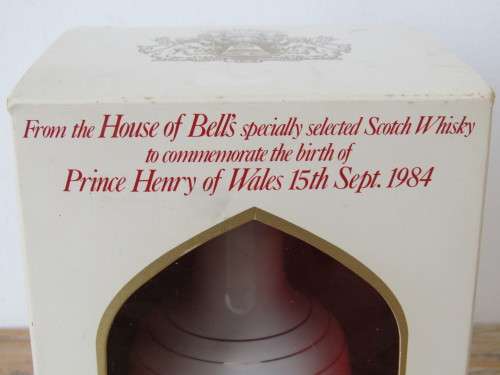 From the House of Bell's specially selected Scotch Whisky
to commemorate the birth of
Prince Henry of Wales 15th Sept. 1984